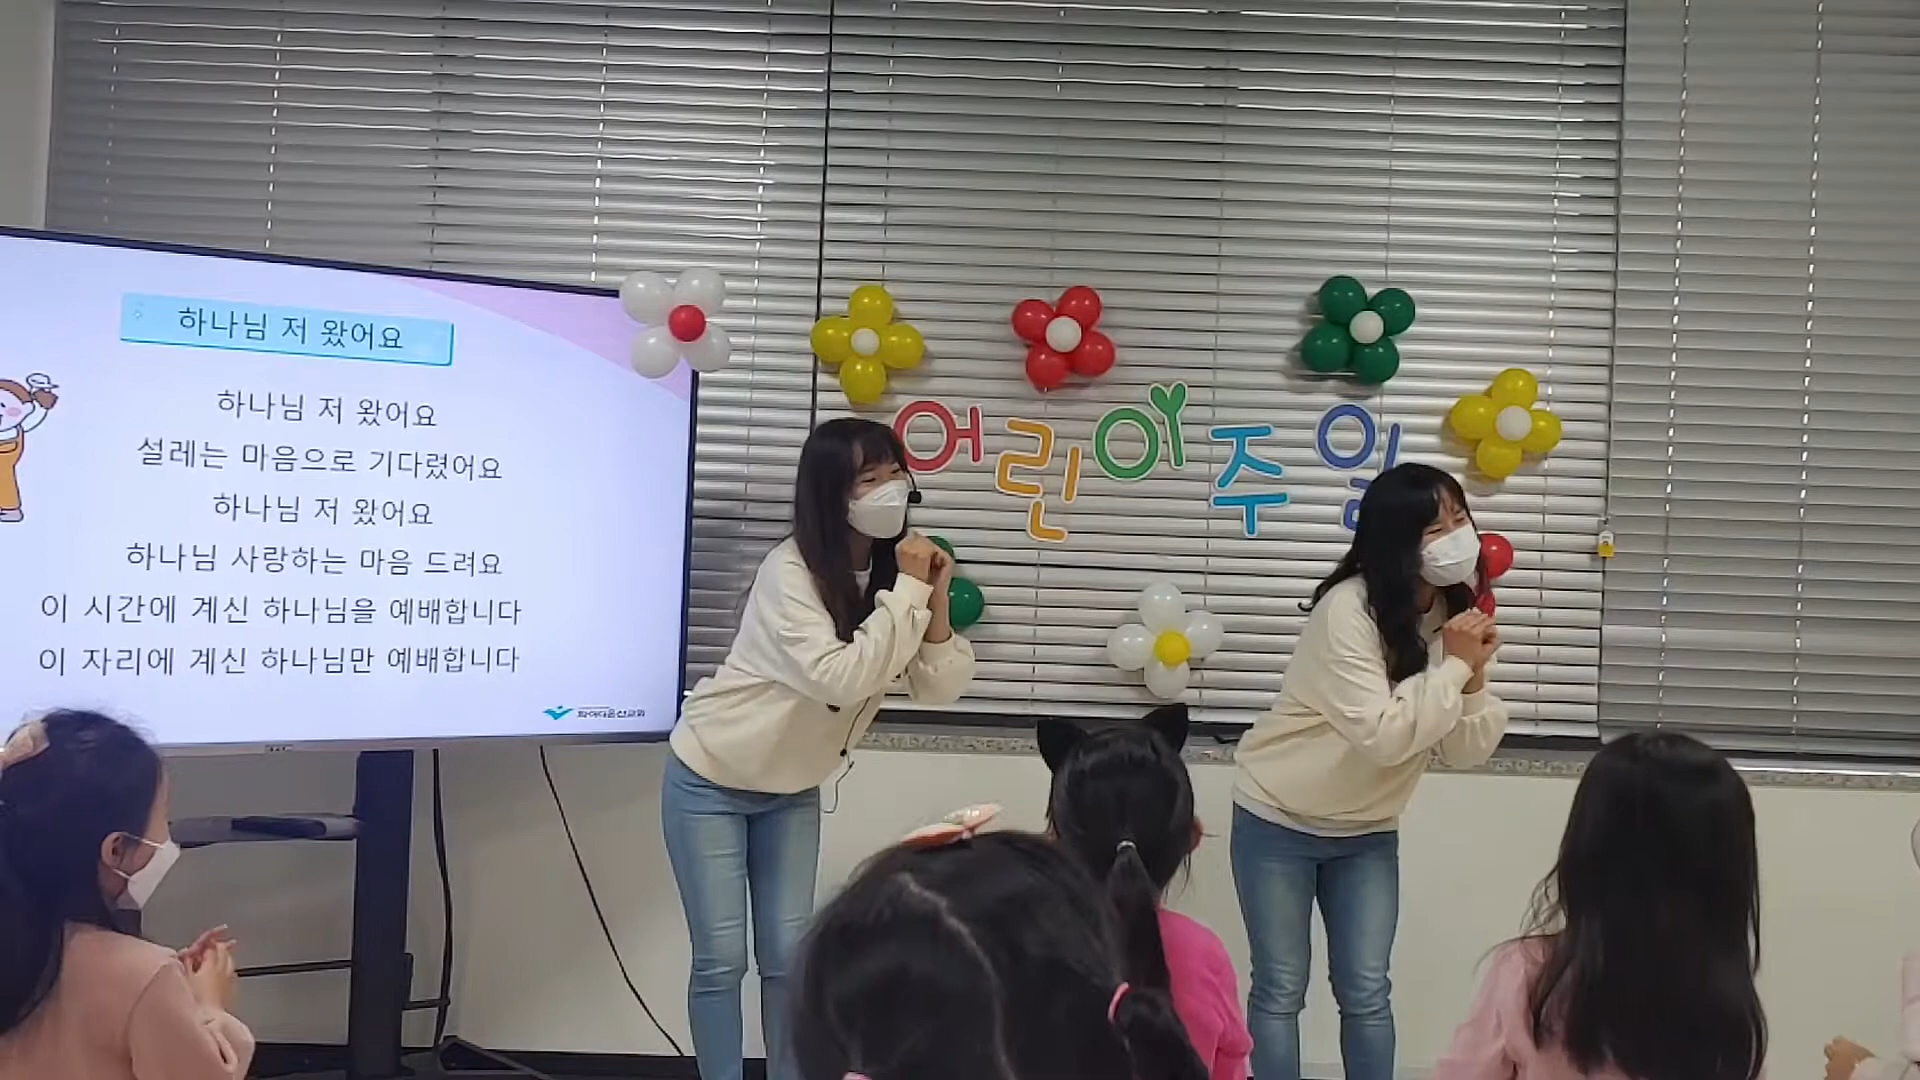 하나님 저 왔어요
하나님 저 왔어요
설레는 마음으로 기다렸어요
하나님 저 왔어요
하나님 사랑하는 마음 드려요
이 시간에 계신 하나님을 예배합니다
이 자리에 계신 하나님만 예배합니다
어린이주일